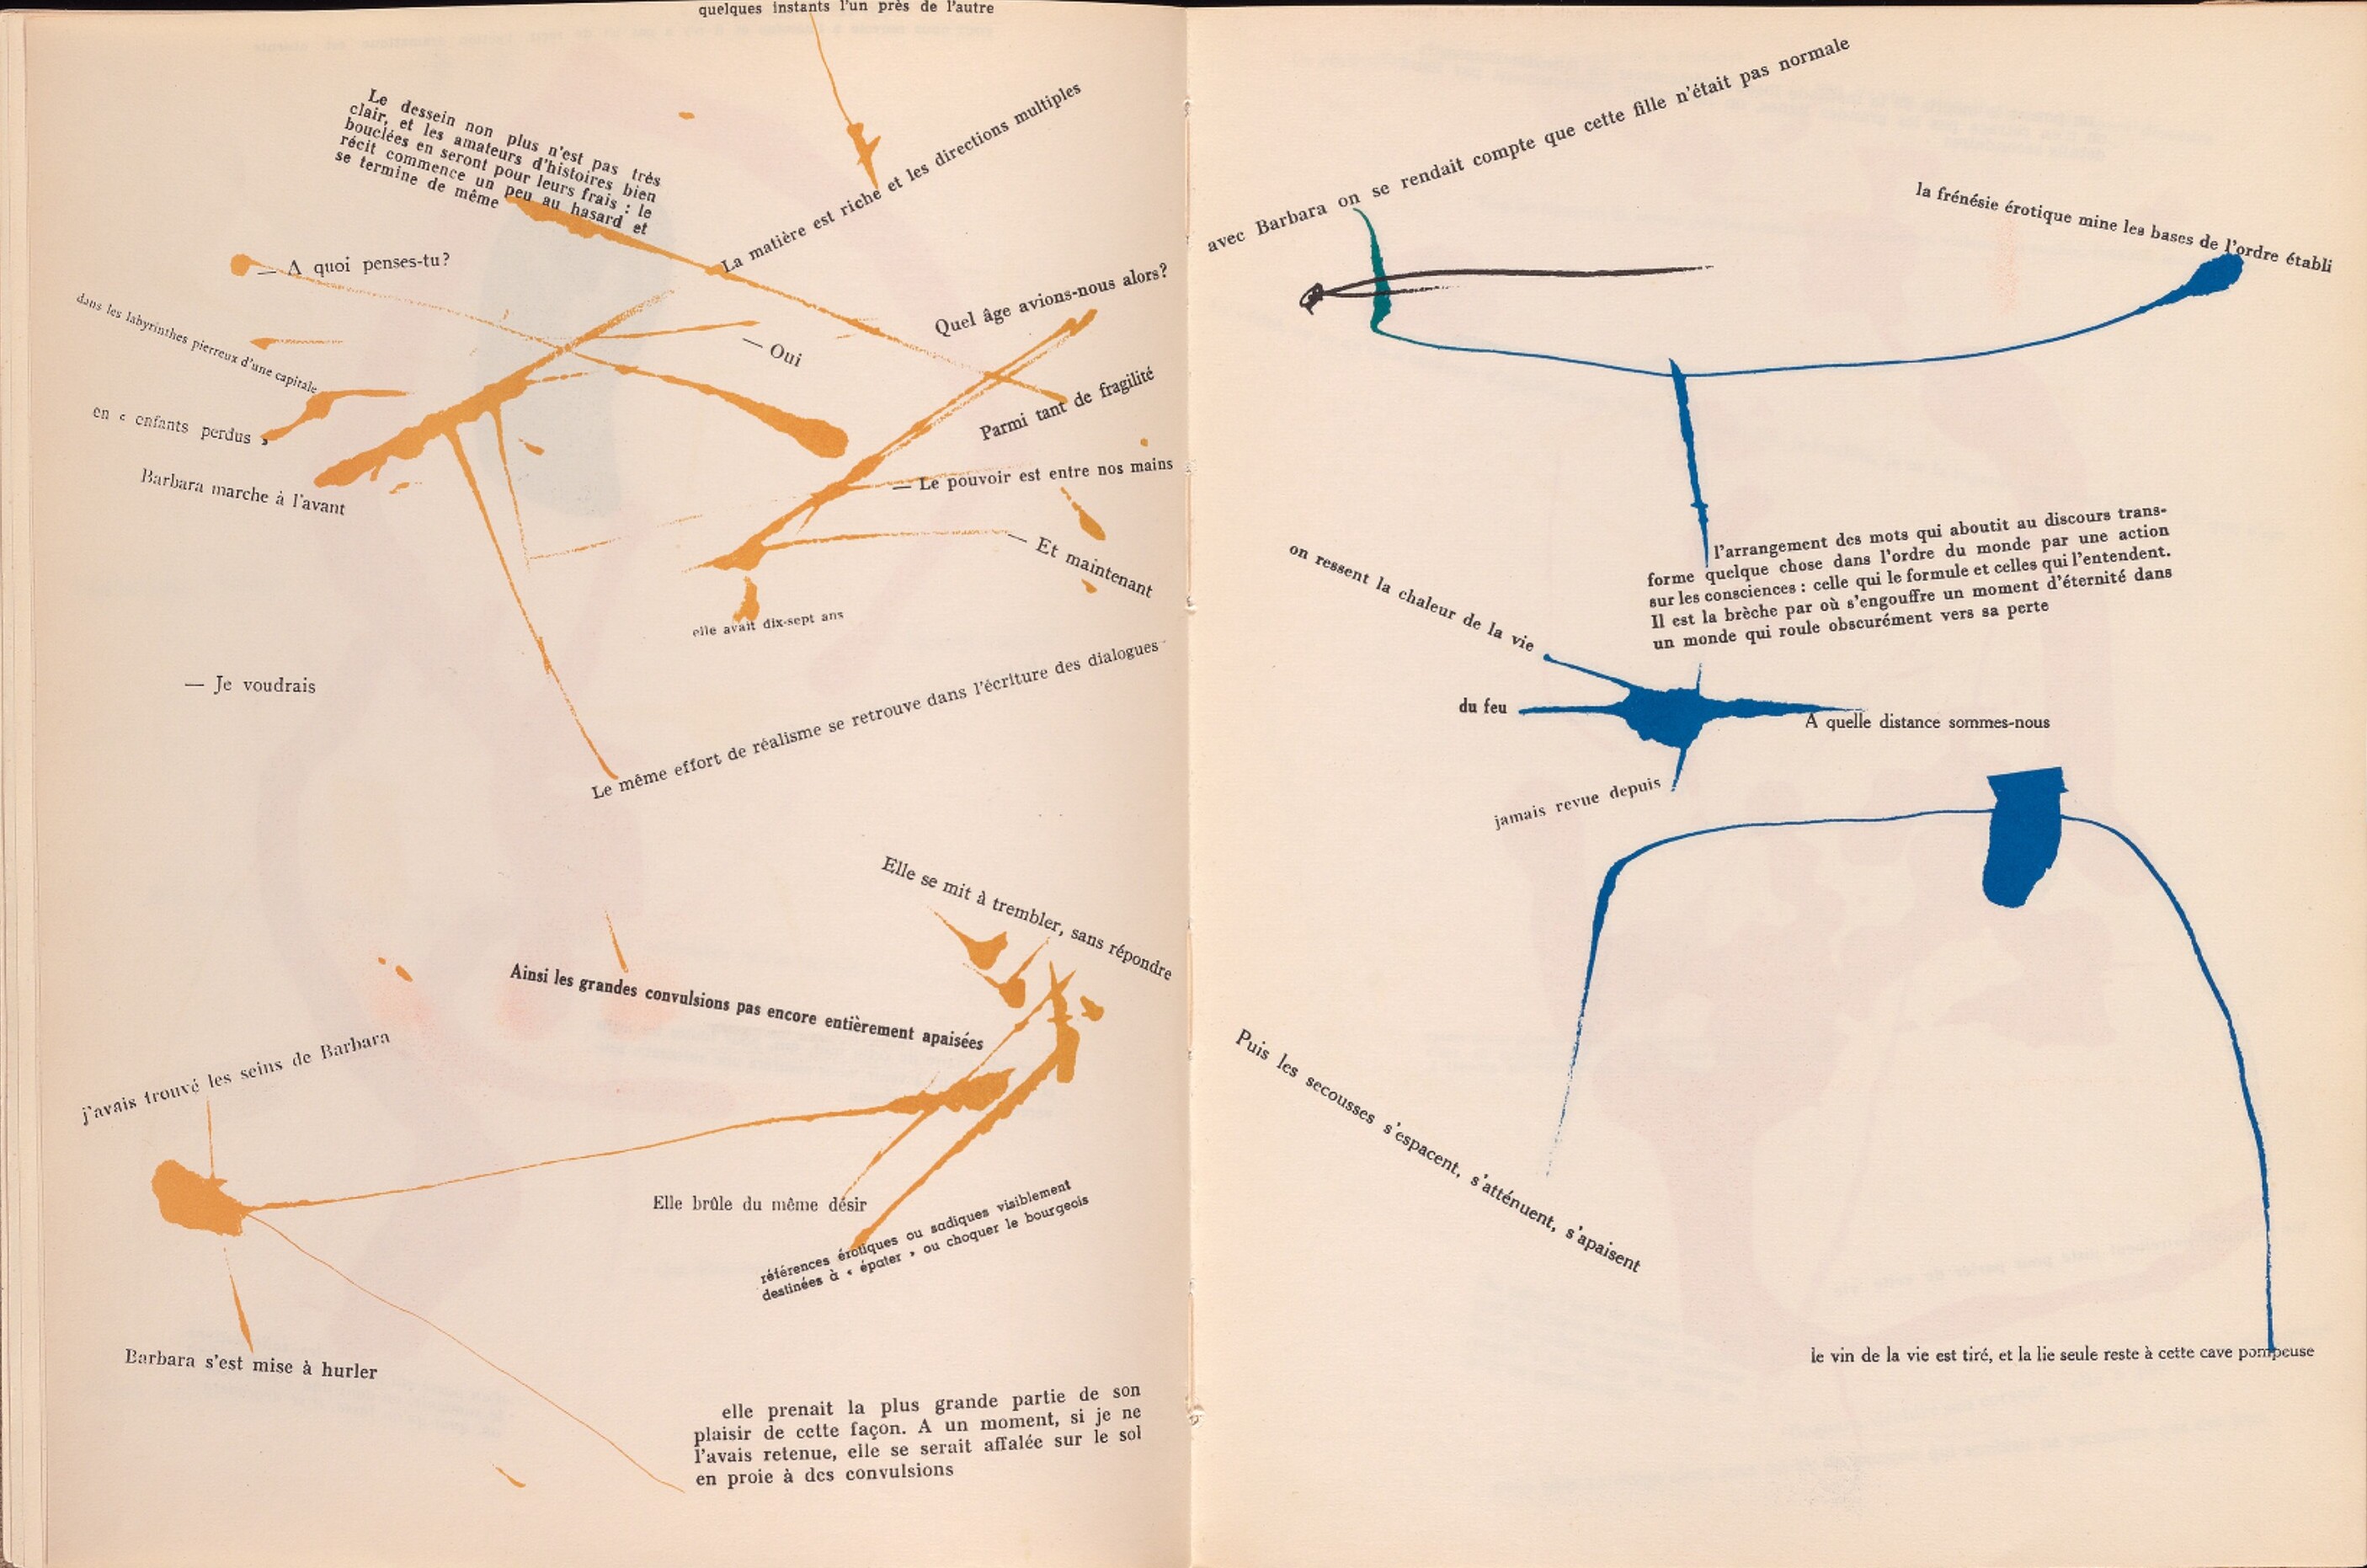 quelques instants l'un près de l'autre
Le dessein non plus n'est pas très
clair, et les amateurs d'histoires bien
bouclées en seront pour leurs frais : le
récit commence un peu au hasard et
se termine de même
La matière est riche et les directions multiples
— A quoi penses-tu?
dans les labyrinthes pierreux d'une capitale
— Oui
Quel âge avions-nous alors?
en « enfants perdus »
Parmi tant de fragilité
Barbara marche à l'avant
— Le pouvoir est entre nos mains
— Et maintenant
elle avait dix-sept ans
— Je voudrais
Le même effort de réalisme se retrouve dans l'écriture des dialogues
Elle se mit à trembler, sans répondre
Ainsi les grandes convulsions pas encore entièrement apaisées
j'avais trouvé les seins de Barbara
Elle brûle du même désir
références érotiques ou sadiques visiblement
destinées à « épater » ou choquer le bourgeois
Barbara s'est mise à hurler
elle prenait la plus grande partie de son
plaisir de cette façon. A un moment, si je ne
l'avais retenue, elle se serait affalée sur le sol
en proie à des convulsions
avec Barbara on se rendait compte que cette fille n'était pas normale
la frénésie érotique mine les bases de l'ordre établi
l'arrangement des mots qui aboutit au discours trans-
forme quelque chose dans l'ordre du monde par une action
sur les consciences : celle qui le formule et celles qui l'entendent.
Il est la brèche par où s'engouffre un moment d'éternité dans
un monde qui roule obscurément vers sa perte
on ressent la chaleur de la vie
du feu
A quelle distance sommes-nous
jamais revue depuis
Puis les secousses s'espacent, s'atténuent, s'apaisent
le vin de la vie est tiré, et la lie seule reste à cette cave pompeuse